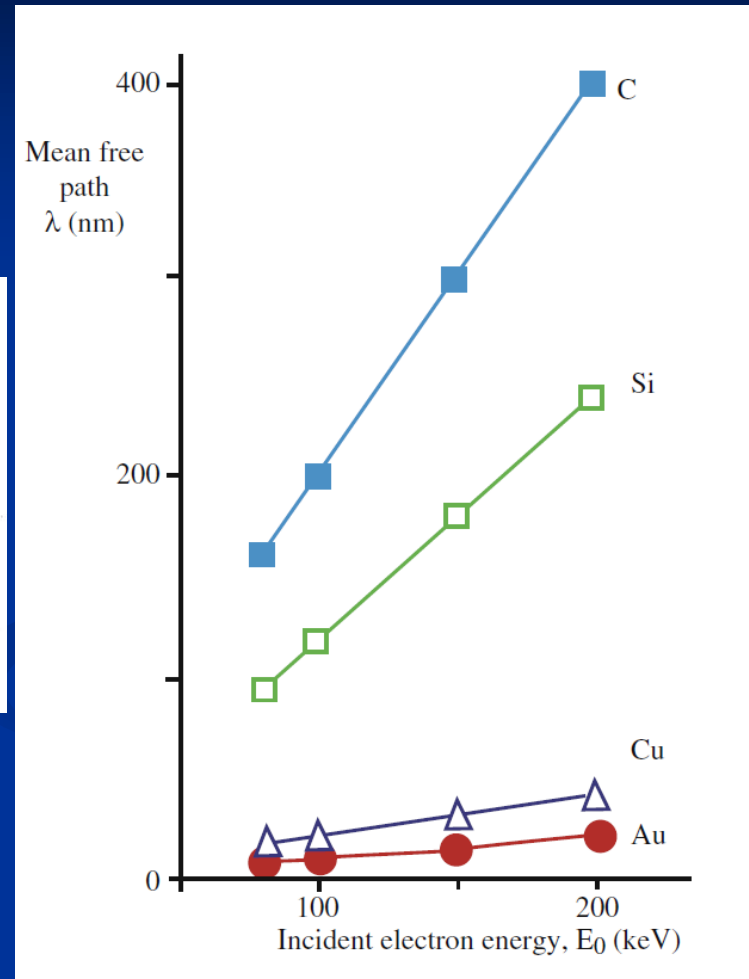 400
C
Mean free
path
λ (nm)
Si
200
Cu
Au
0
100 200
Incident electron energy, E₀ (keV)